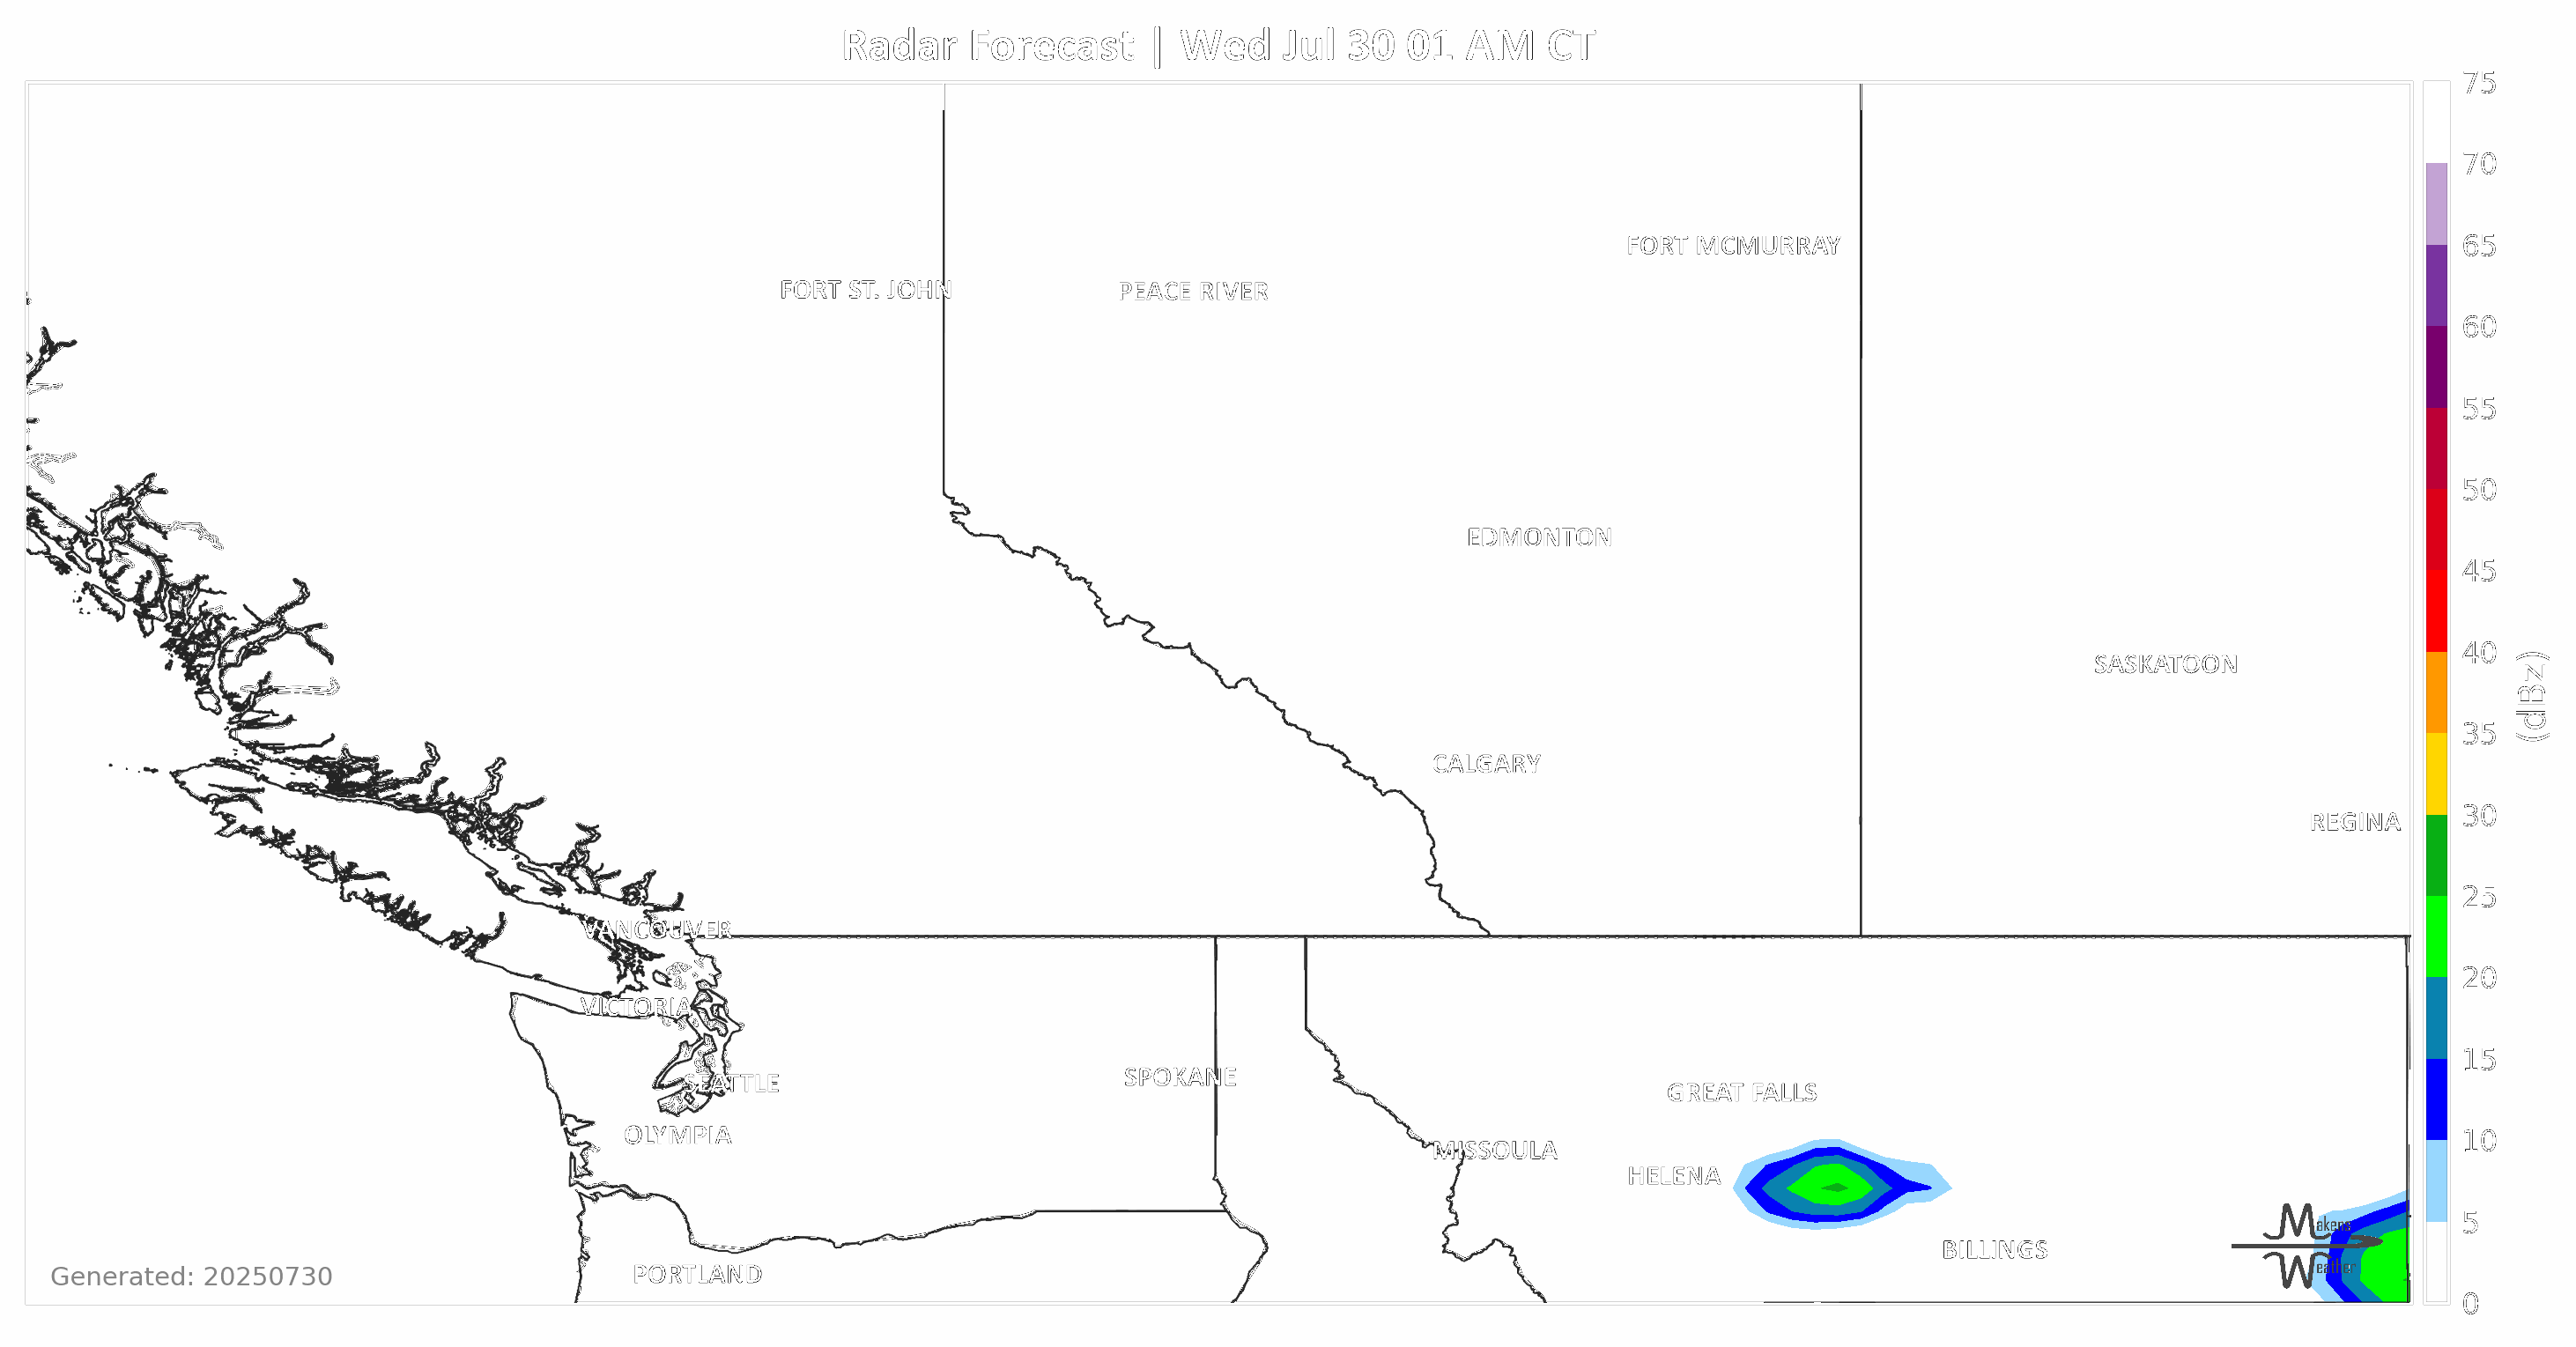 Radar Forecast | Wed Jul 30 01 AM CT
75
70
FORT MCMURRAY
65
FORT ST. JOHN
PEACE RIVER
60
55
50
EDMONTON
45
SASKATOON
40
(dBz)
35
CALGARY
30
REGINA
25
VANCOUVER
20
VICTORIA
15
SEATTLE
SPOKANE
GREAT FALLS
10
OLYMPIA
MISSOULA
HELENA
5
Makens
Weather
BILLINGS
PORTLAND
Generated: 20250730
0